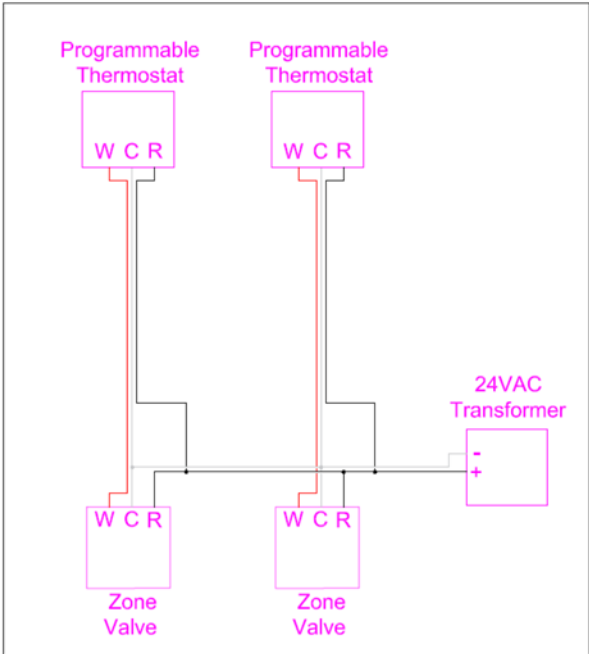 Programmable Programmable
Thermostat Thermostat
W C R W C R
24VAC
Transformer
-
+
W C R W C R
Zone Zone
Valve Valve